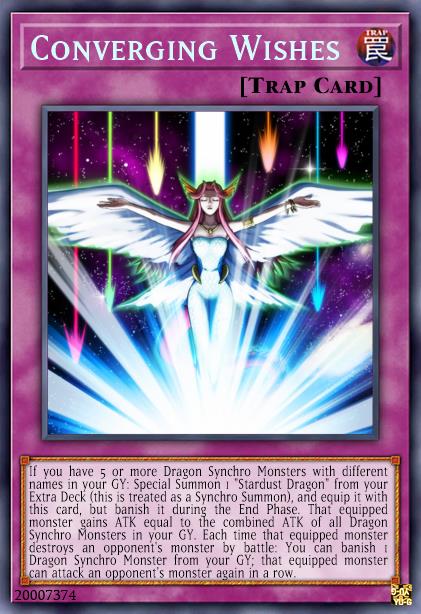 CONVERGING WISHES
TRAP
罠
[TRAP CARD]
If you have 5 or more Dragon Synchro Monsters with different
names in your GY: Special Summon 1 "Stardust Dragon" from your
Extra Deck (this is treated as a Synchro Summon), and equip it with
this card, but banish it during the End Phase. That equipped
monster gains ATK equal to the combined ATK of all Dragon
Synchro Monsters in your GY. Each time that equipped monster
destroys an opponent's monster by battle: You can banish 1
Dragon Synchro Monster from your GY; that equipped monster
can attack an opponent's monster again in a row.
20007374